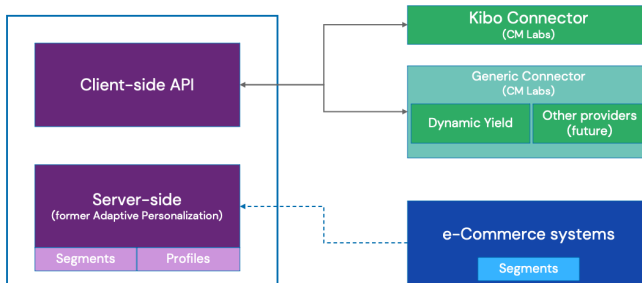 Kibo Connector
(CM Labs)
Client-side API
Generic Connector
(CM Labs)
Dynamic Yield
Other providers
(future)
Server-side
(former Adaptive Personalization)
Segments
Profiles
e-Commerce systems
Segments